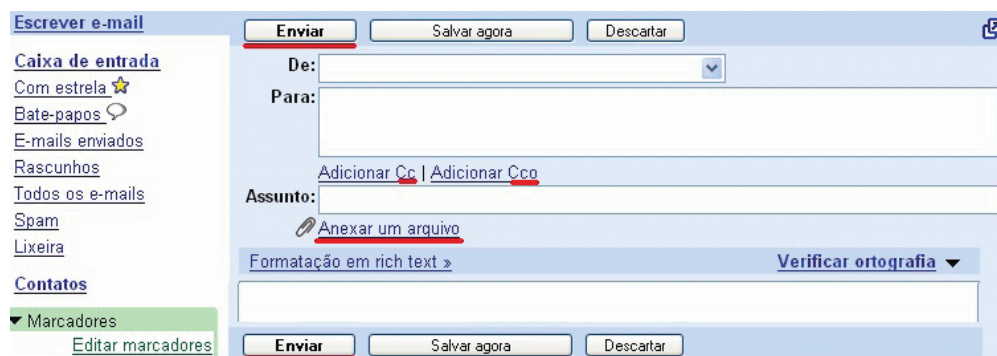 Escrever e-mail
Caixa de entrada
Com estrela
Bate-papos
E-mails enviados
Rascunhos
Todos os e-mails
Spam
Lixeira
Contatos
Marcadores
Editar marcadores
Enviar Salvar agora Descartar
De:
Para:
Adicionar Cc | Adicionar Cco
Assunto:
Anexar um arquivo
Formatação em rich text » Verificar ortografia
Enviar Salvar agora Descartar